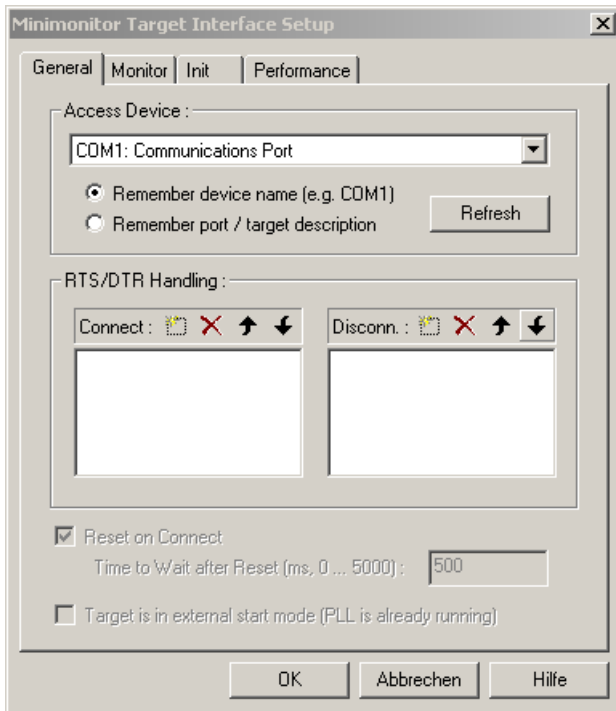 Minimonitor Target Interface Setup
General Monitor Init Performance
Access Device :
COM1: Communications Port
Remember device name (e.g. COM1)
Remember port / target description
Refresh
RTS/DTR Handling :
Connect : Disconn. :
Reset on Connect
Time to Wait after Reset (ms, 0 ... 5000) : 500
Target is in external start mode (PLL is already running)
OK Abbrechen Hilfe